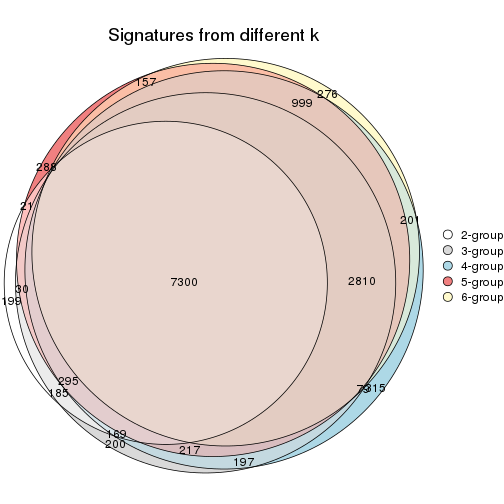 Signatures from different k
157
276
999
288
21
201
2-group
3-group
4-group
5-group
6-group
7300
2810
30
199
295
185
315
169
200
217
197